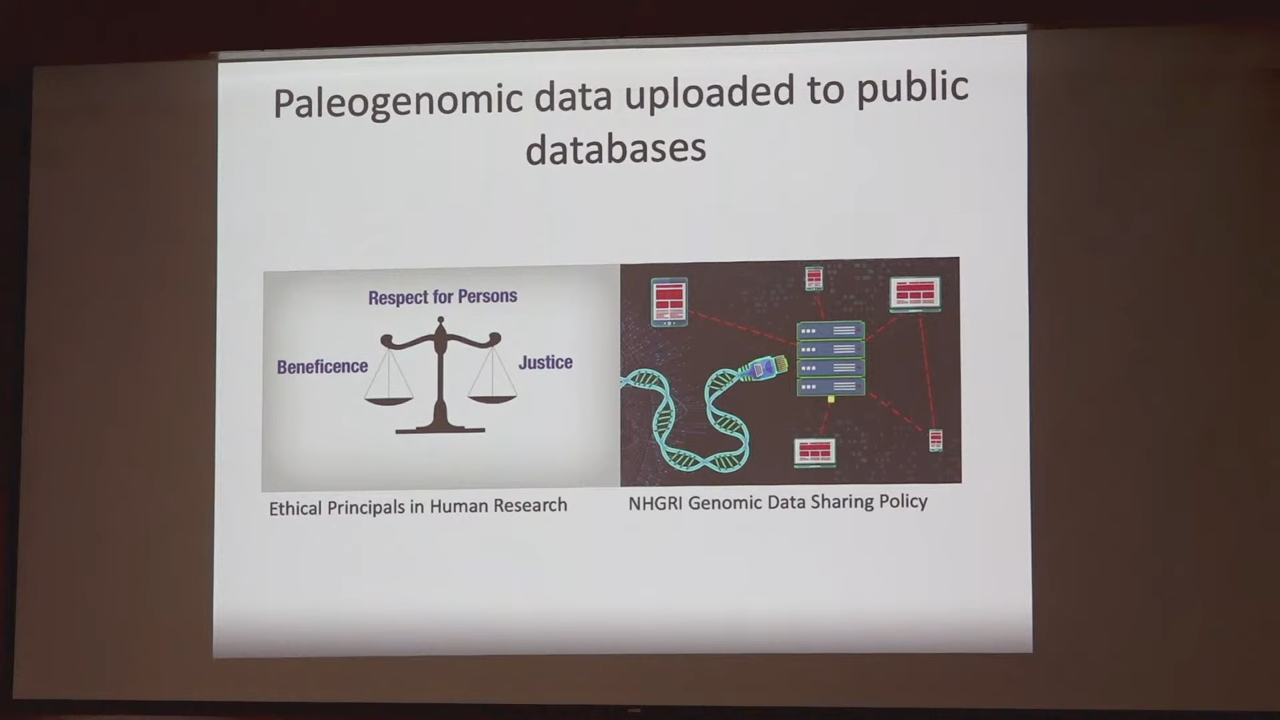 Paleogenomic data uploaded to public
databases
Respect for Persons
Beneficence
Justice
Ethical Principals in Human Research
NHGRI Genomic Data Sharing Policy